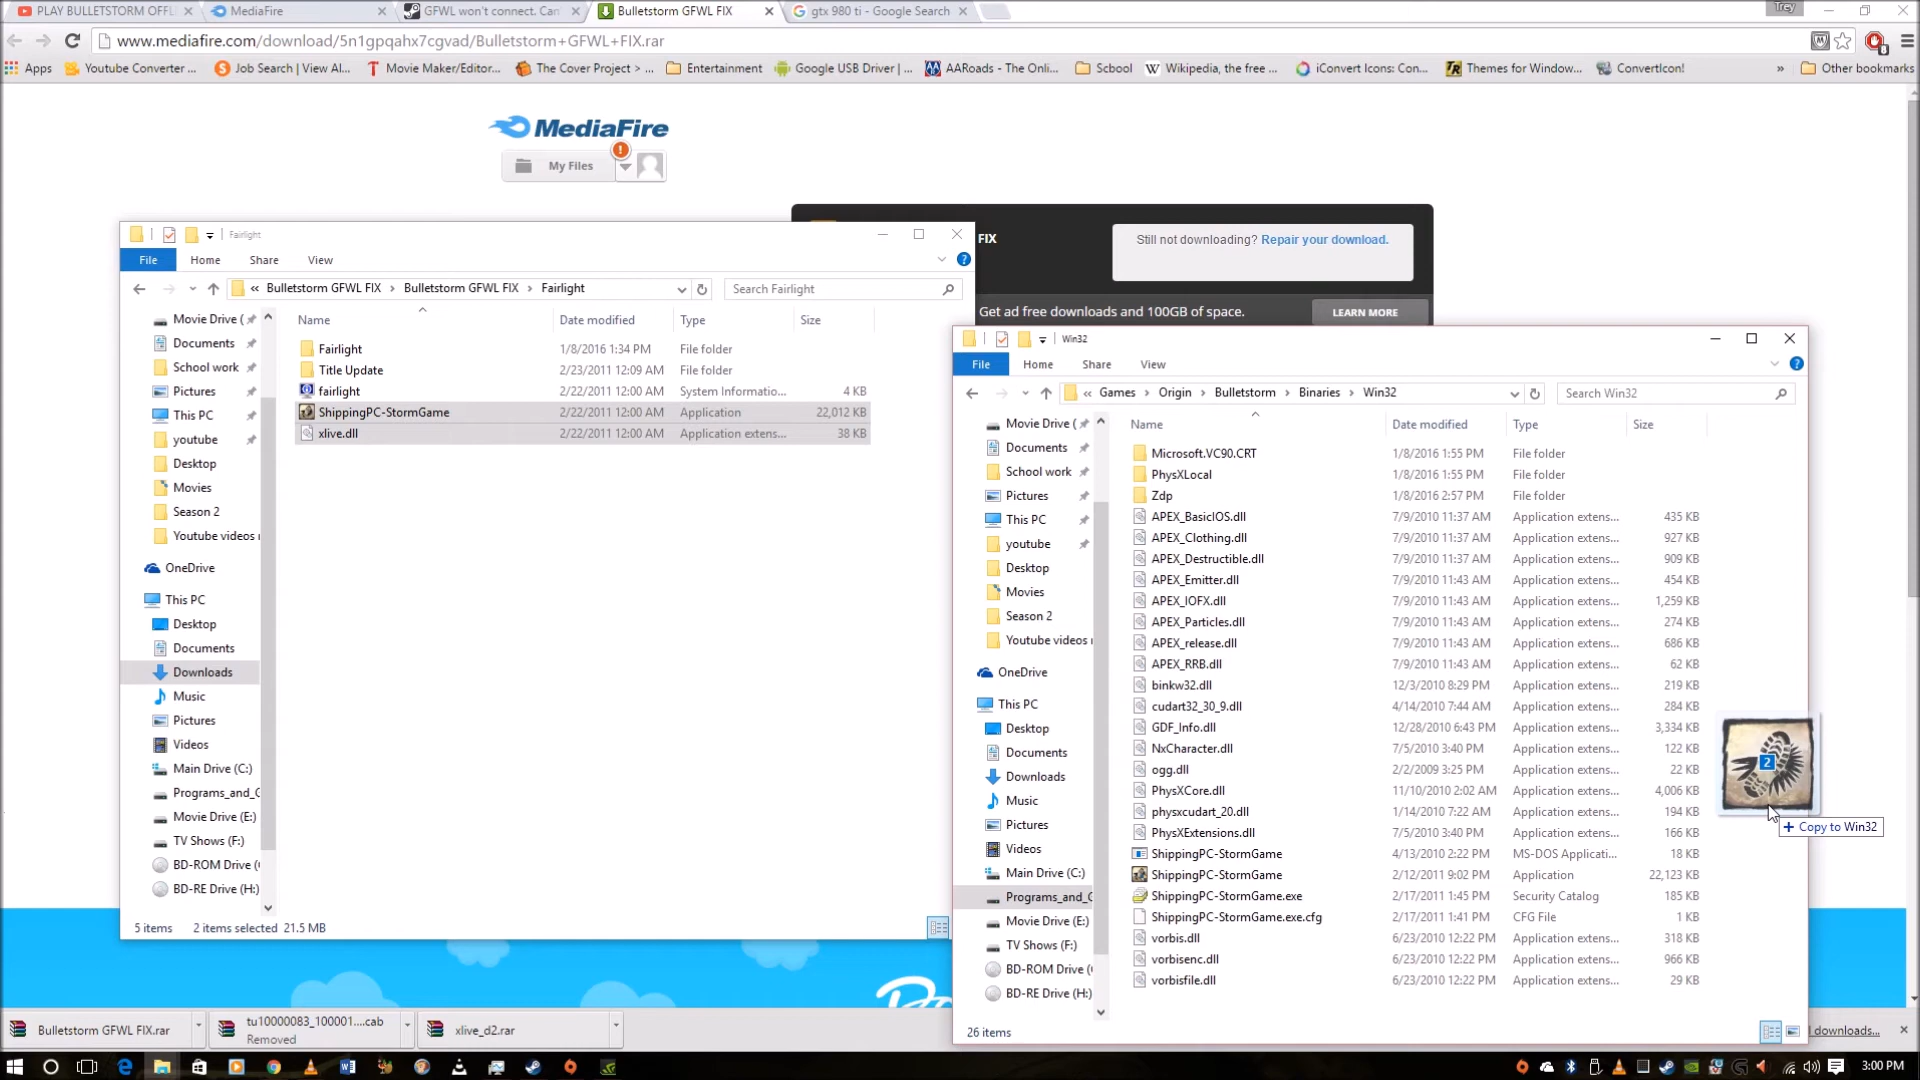 PLAY BULLETSTORM OFFL
MediaFire
GFWL won't connect. Can
Bulletstorm GFWL FIX
gtx 980 ti - Google Search
Trey
www.mediafire.com/download/5n1gpqahx7cgvad/Bulletstorm+GFWL+FIX.rar
Apps
Youtube Converter ...
Job Search | View Al...
Movie Maker/Editor...
The Cover Project > ...
Entertainment
Google USB Driver | ...
AARoads - The Onli...
School
Wikipedia, the free ...
iConvert Icons: Con...
Themes for Window...
ConvertIcon!
Other bookmarks
MediaFire
My Files
FIX
Still not downloading? Repair your download.
Get ad free downloads and 100GB of space.
LEARN MORE
Fairlight
File Home Share View
« Bulletstorm GFWL FIX › Bulletstorm GFWL FIX › Fairlight
Search Fairlight
Name Date modified Type Size
Movie Drive (
Documents
School work
Pictures
This PC
youtube
Desktop
Movies
Season 2
Youtube videos
OneDrive
This PC
Desktop
Documents
Downloads
Music
Pictures
Videos
Main Drive (C:)
Programs_and_G
Movie Drive (E:)
TV Shows (F:)
BD-ROM Drive (
BD-RE Drive (H:)
Fairlight 1/8/2016 1:34 PM File folder
Title Update 2/23/2011 12:09 AM File folder
fairlight 2/22/2011 12:00 AM System Informatio... 4 KB
ShippingPC-StormGame 2/22/2011 12:00 AM Application 22,012 KB
xlive.dll 2/22/2011 12:00 AM Application extens... 38 KB
5 items 2 items selected 21.5 MB
Win32
File Home Share View
« Games › Origin › Bulletstorm › Binaries › Win32
Search Win32
Name Date modified Type Size
Movie Drive (
Documents
School work
Pictures
This PC
youtube
Desktop
Movies
Season 2
Youtube videos
OneDrive
This PC
Desktop
Documents
Downloads
Music
Pictures
Videos
Main Drive (C:)
Programs_and_G
Movie Drive (E:)
TV Shows (F:)
BD-ROM Drive (
BD-RE Drive (H:)
Microsoft.VC90.CRT 1/8/2016 1:55 PM File folder
PhysXLocal 1/8/2016 1:55 PM File folder
Zdp 1/8/2016 2:57 PM File folder
APEX_BasicIOS.dll 7/9/2010 11:37 AM Application extens... 435 KB
APEX_Clothing.dll 7/9/2010 11:37 AM Application extens... 927 KB
APEX_Destructible.dll 7/9/2010 11:37 AM Application extens... 909 KB
APEX_Emitter.dll 7/9/2010 11:43 AM Application extens... 454 KB
APEX_IOFX.dll 7/9/2010 11:43 AM Application extens... 1,259 KB
APEX_Particles.dll 7/9/2010 11:43 AM Application extens... 274 KB
APEX_release.dll 7/9/2010 11:43 AM Application extens... 686 KB
APEX_RRB.dll 7/9/2010 11:43 AM Application extens... 62 KB
binkw32.dll 12/3/2010 8:29 PM Application extens... 219 KB
cudart32_30_9.dll 4/14/2010 7:44 AM Application extens... 284 KB
GDF_Info.dll 12/28/2010 6:43 PM Application extens... 3,334 KB
NxCharacter.dll 7/5/2010 3:40 PM Application extens... 122 KB
ogg.dll 2/2/2009 3:25 PM Application extens... 22 KB
PhysXCore.dll 11/10/2010 2:02 AM Application extens... 4,006 KB
physxcudart_20.dll 1/14/2010 7:22 AM Application extens... 194 KB
PhysXExtensions.dll 7/5/2010 3:40 PM Application extens... 166 KB
ShippingPC-StormGame 4/13/2010 2:22 PM MS-DOS Applicati... 18 KB
ShippingPC-StormGame 2/12/2011 9:02 PM Application 22,123 KB
ShippingPC-StormGame.exe 2/17/2011 1:45 PM Security Catalog 185 KB
ShippingPC-StormGame.exe.cfg 2/17/2011 1:41 PM CFG File 1 KB
vorbis.dll 6/23/2010 12:22 PM Application extens... 318 KB
vorbisenc.dll 6/23/2010 12:22 PM Application extens... 966 KB
vorbisfile.dll 6/23/2010 12:22 PM Application extens... 29 KB
2
+ Copy to Win32
26 items
Bulletstorm GFWL FIX.rar
tu10000083_100001....cab
Removed
xlive_d2.rar
downloads...
3:00 PM